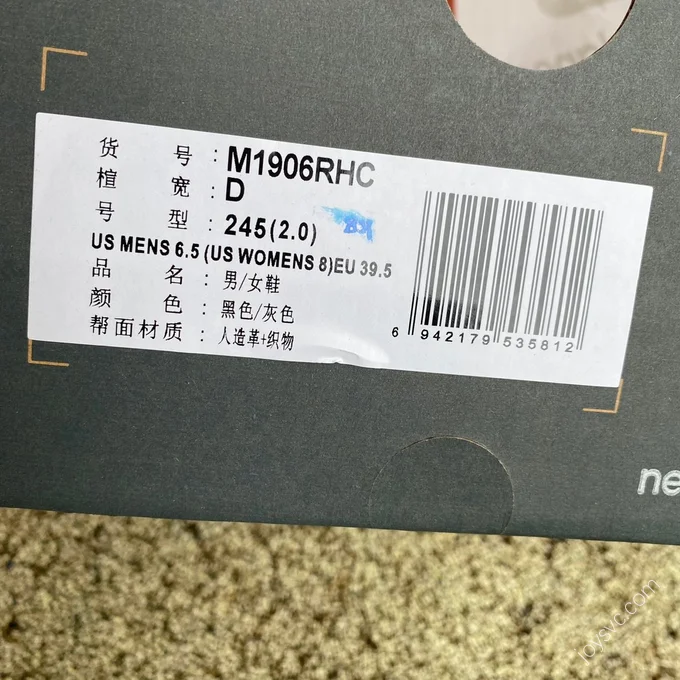 货 号 : M1906RHC
楦 宽 : D
号 型 : 245(2.0)
US MENS 6.5 (US WOMENS 8)EU 39.5
品 名 : 男/女鞋
颜 色 : 黑色/灰色
帮面材质 : 人造革+织物
6 942179 535812
ne
joysvc.com